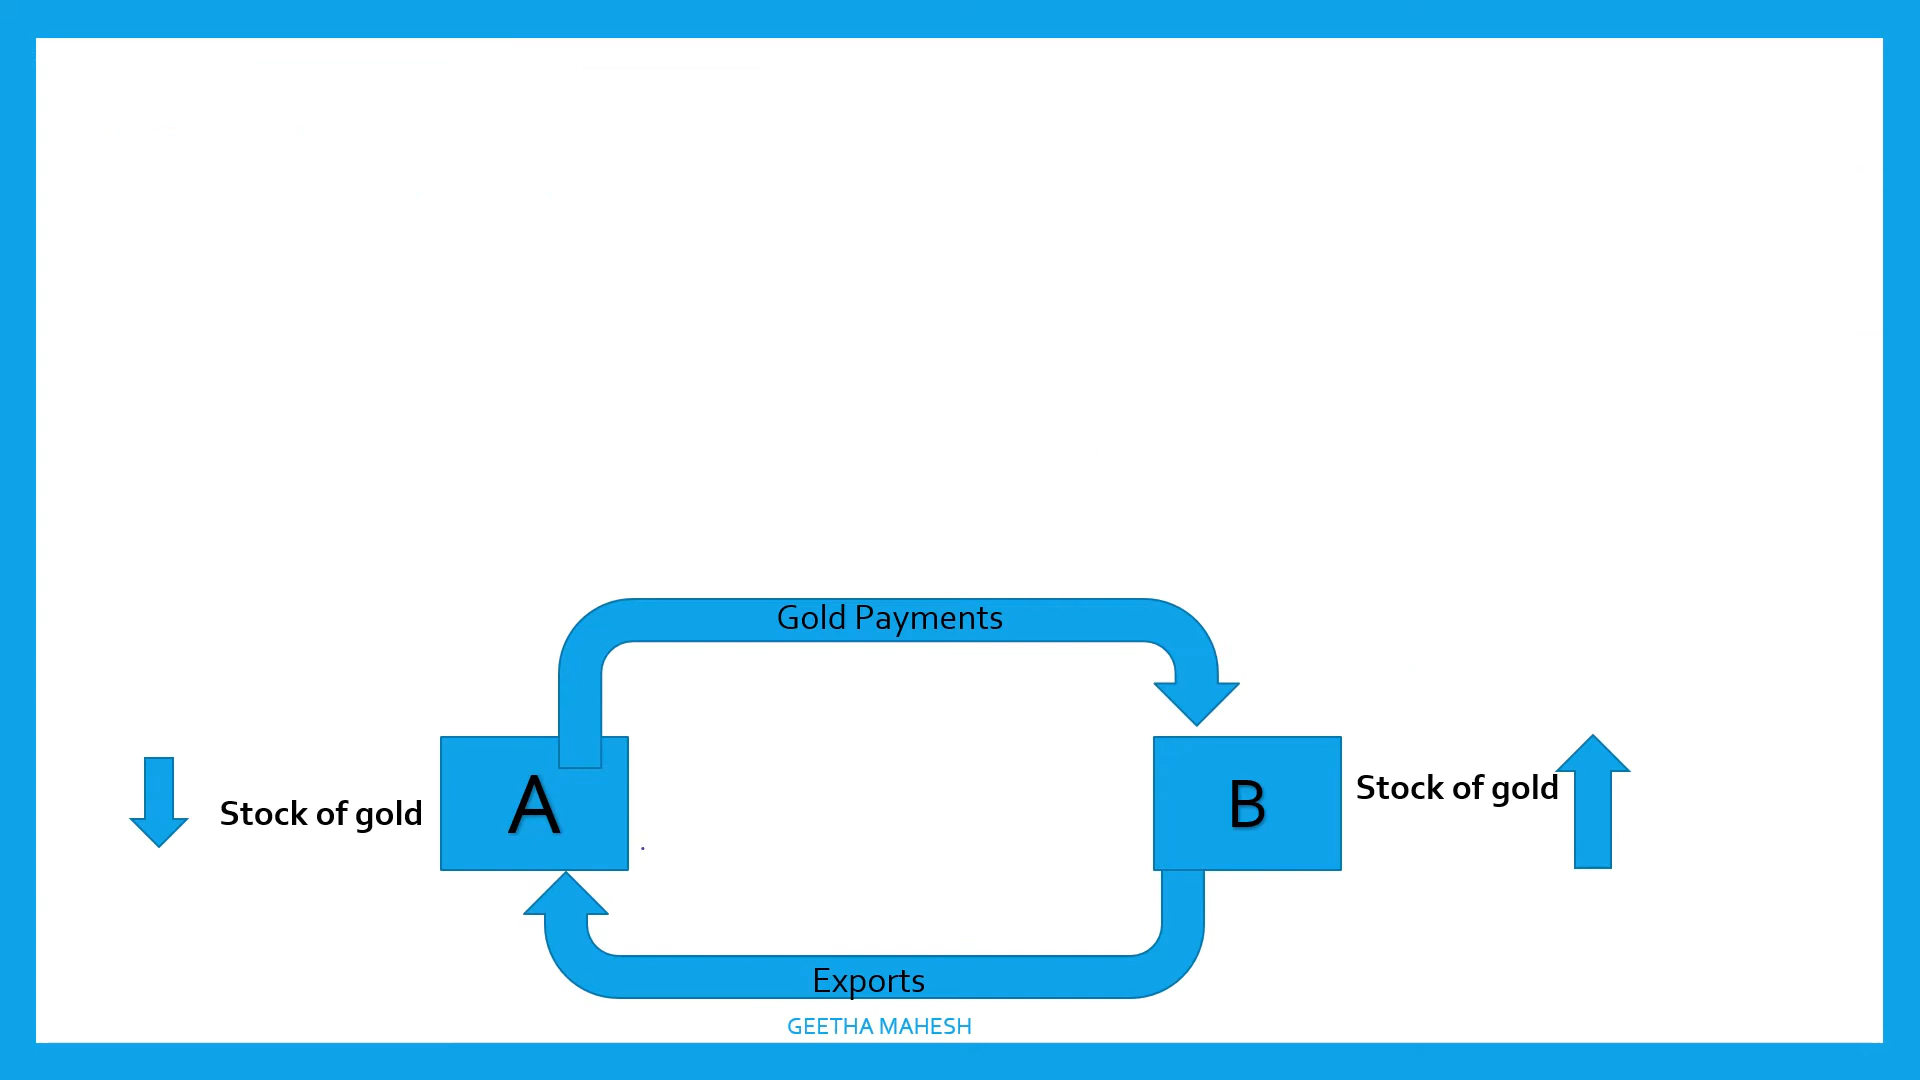 Gold Payments
Stock of gold
A
B
Stock of gold
Exports
GEETHA MAHESH